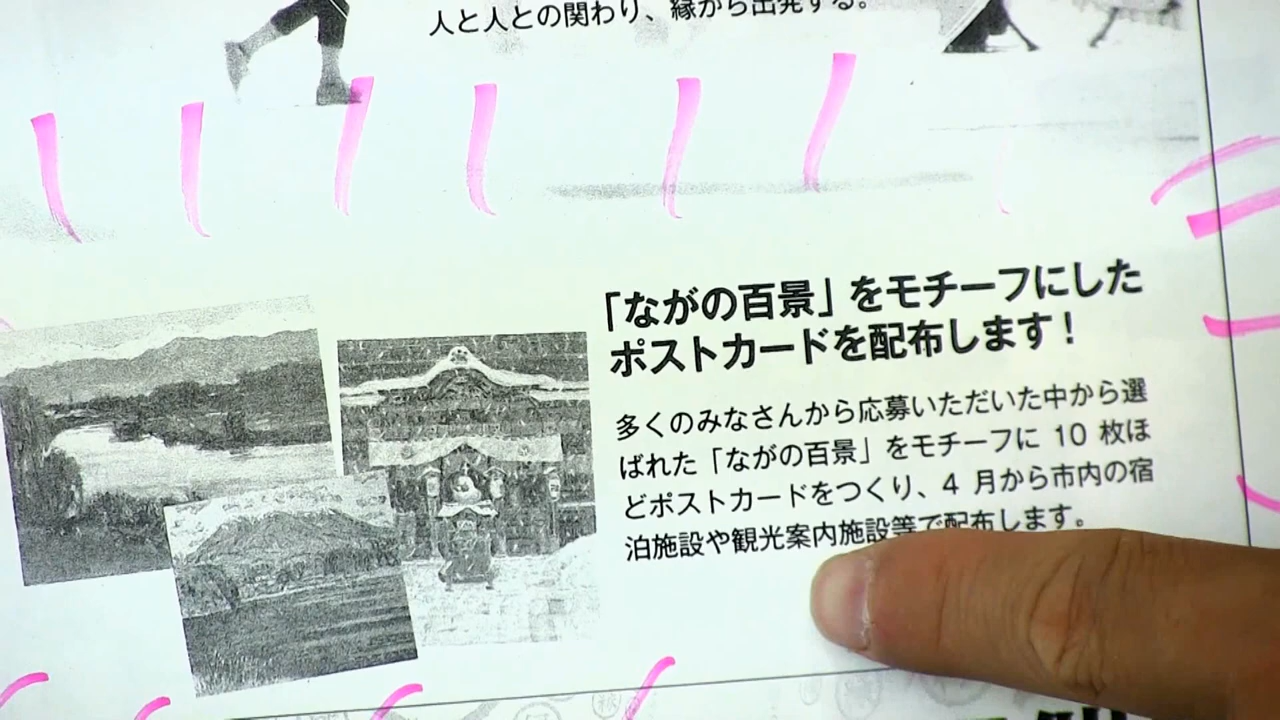 人と人との関わり、縁から出発する。
「ながの百景」をモチーフにした
ポストカードを配布します！
多くのみなさんから応募いただいた中から選
ばれた「ながの百景」をモチーフに 10 枚ほ
どポストカードをつくり、4 月から市内の宿
泊施設や観光案内施設等で配布します。